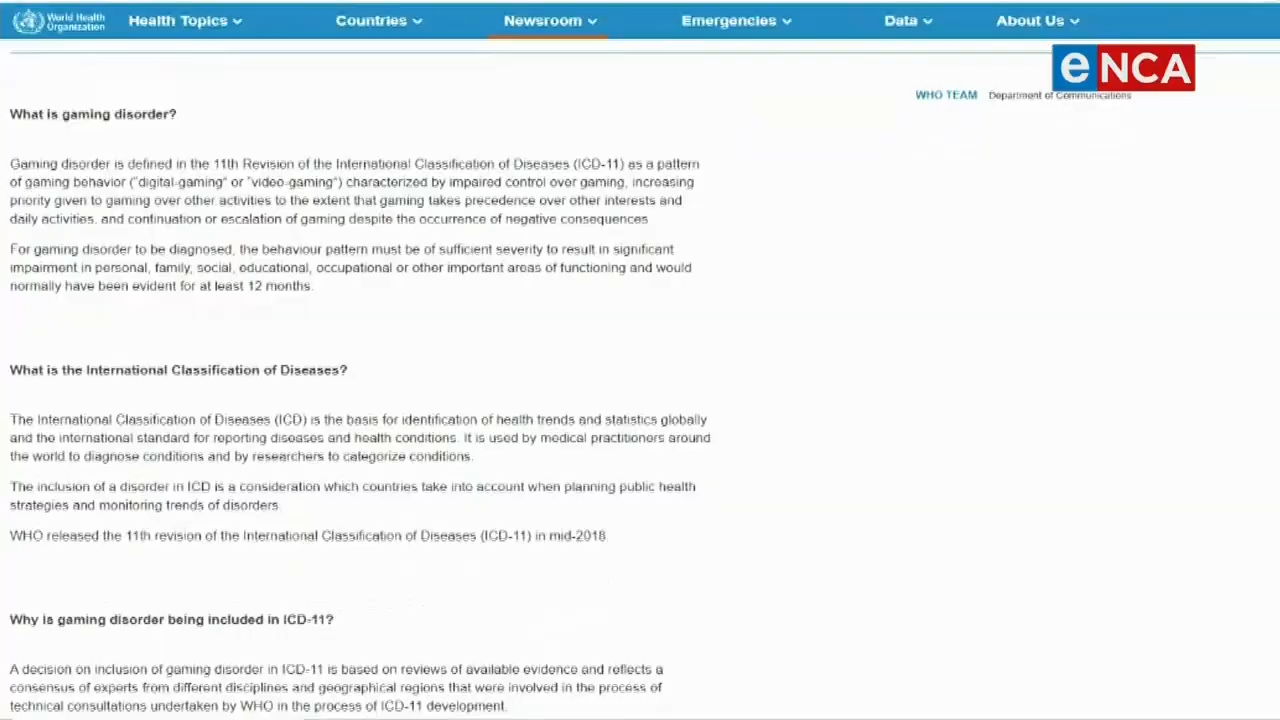 World Health Organization
Health Topics
Countries
Newsroom
Emergencies
Data
About Us
eNCA
WHO TEAM Department of Communications
What is gaming disorder?
Gaming disorder is defined in the 11th Revision of the International Classification of Diseases (ICD-11) as a pattern
of gaming behavior ("digital-gaming" or "video-gaming") characterized by impaired control over gaming, increasing
priority given to gaming over other activities to the extent that gaming takes precedence over other interests and
daily activities, and continuation or escalation of gaming despite the occurrence of negative consequences
For gaming disorder to be diagnosed, the behaviour pattern must be of sufficient severity to result in significant
impairment in personal, family, social, educational, occupational or other important areas of functioning and would
normally have been evident for at least 12 months.
What is the International Classification of Diseases?
The International Classification of Diseases (ICD) is the basis for identification of health trends and statistics globally
and the international standard for reporting diseases and health conditions. It is used by medical practitioners around
the world to diagnose conditions and by researchers to categorize conditions.
The inclusion of a disorder in ICD is a consideration which countries take into account when planning public health
strategies and monitoring trends of disorders
WHO released the 11th revision of the International Classification of Diseases (ICD-11) in mid-2018
Why is gaming disorder being included in ICD-11?
A decision on inclusion of gaming disorder in ICD-11 is based on reviews of available evidence and reflects a
consensus of experts from different disciplines and geographical regions that were involved in the process of
technical consultations undertaken by WHO in the process of ICD-11 development.